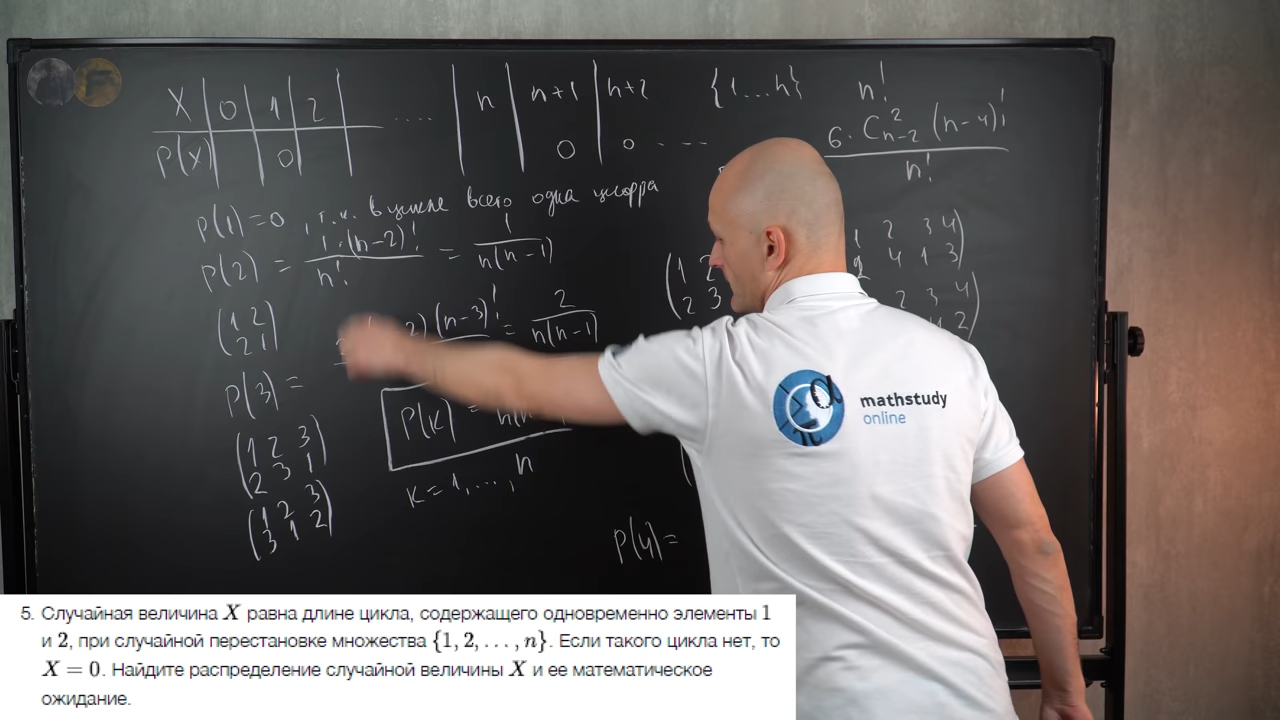 X | 0 | 1 | 2 | .... | n | n+1 | n+2
P(x) | | 0 | | | | 0 | 0 ...
{1...n} n!
6·C²ₙ₋₂ (n-4)! / n!
P(1)=0, т.к. в цикле всего одна цифра
P(2) = 1·(n-2)! / n! = 1 / n(n-1)
(1 2
2 1)
P(3) =
(n-3)! = 2 / n(n-1)
(1 2 3
2 3 1)
(1 2 3
3 1 2)
P(k) =
k=1,...,n
(1 2
2 3
1 2 3 4)
4 1 3
2 3 4)
2
P(4)=
mathstudy
online
5. Случайная величина X равна длине цикла, содержащего одновременно элементы 1
и 2, при случайной перестановке множества {1, 2, . . . , n}. Если такого цикла нет, то
X = 0. Найдите распределение случайной величины X и ее математическое
ожидание.